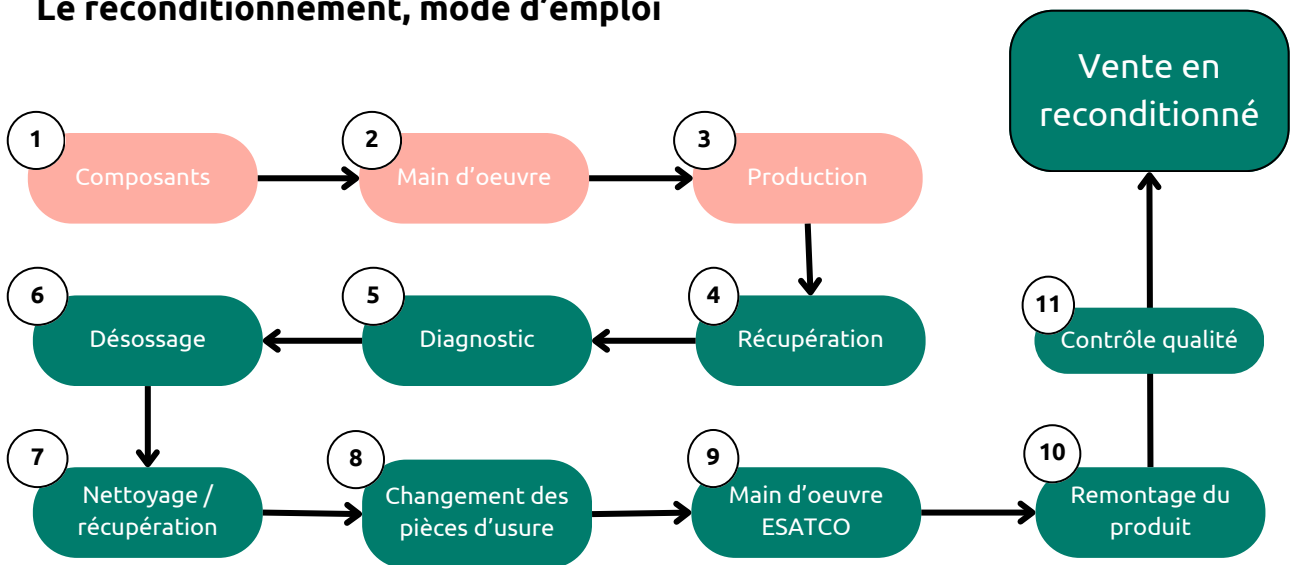 Le reconditionnement, mode d'emploi
Vente en
reconditionné
1
Composants
2
Main d'oeuvre
3
Production
4
Récupération
5
Diagnostic
6
Désossage
7
Nettoyage /
récupération
8
Changement des
pièces d'usure
9
Main d'oeuvre
ESATCO
10
Remontage du
produit
11
Contrôle qualité